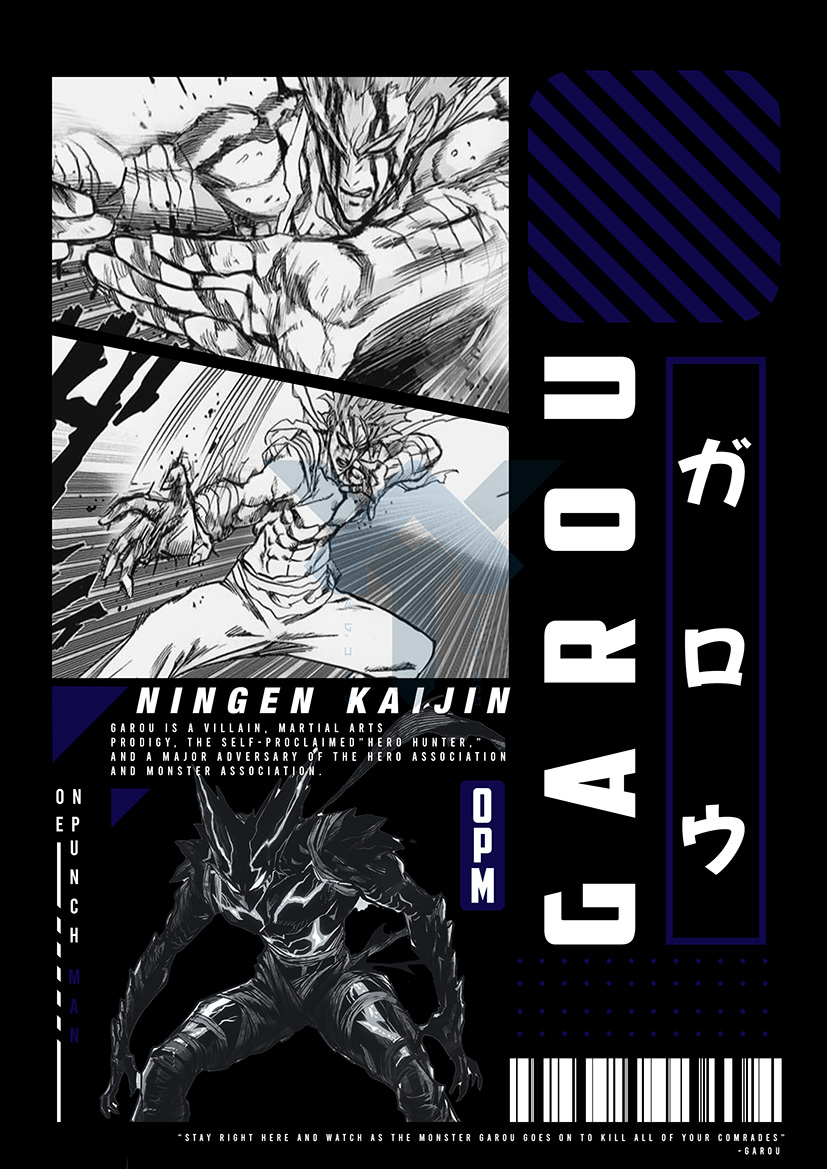 GAROU
ガロウ
NINGEN KAIJIN
GAROU IS A VILLAIN, MARTIAL ARTS
PRODIGY, THE SELF-PROCLAIMED"HERO HUNTER,"
AND A MAJOR ADVERSARY OF THE HERO ASSOCIATION
AND MONSTER ASSOCIATION.
OE
NPUNCH MAN
OPM
"STAY RIGHT HERE AND WATCH AS THE MONSTER GAROU GOES ON TO KILL ALL OF YOUR COMRADES"
-GAROU